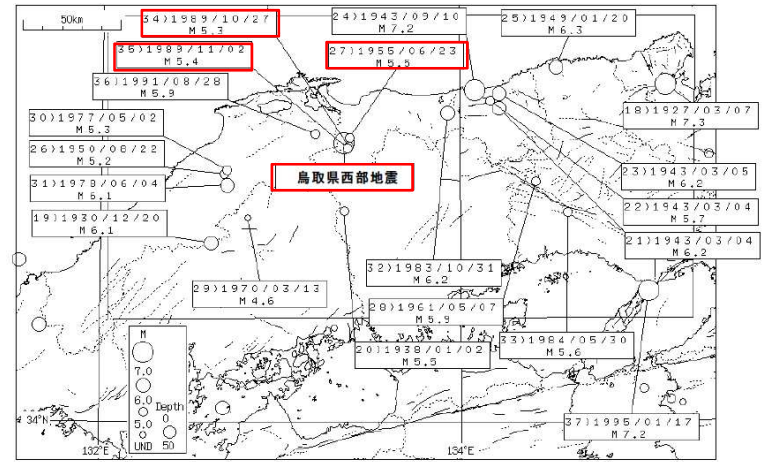 50km
34)1989/10/27
M5.3
24)1943/09/10
M7.2
25)1949/01/20
M6.3
35)1989/11/02
M5.4
27)1955/06/23
M5.5
36)1991/08/28
M5.9
30)1977/05/02
M5.3
18)1927/03/07
M7.3
26)1950/08/22
M5.2
鳥取県西部地震
31)1978/06/04
M6.1
23)1943/03/05
M6.2
22)1943/03/04
M5.7
19)1930/12/20
M6.1
21)1943/03/04
M6.2
32)1983/10/31
M6.2
29)1970/03/13
M4.6
28)1961/05/07
M5.9
33)1984/05/30
M5.6
20)1938/01/02
M5.5
M
7.0
6.0
5.0
UND
Depth
0
50
34°N
132°E
134°E
37)1995/01/17
M7.2